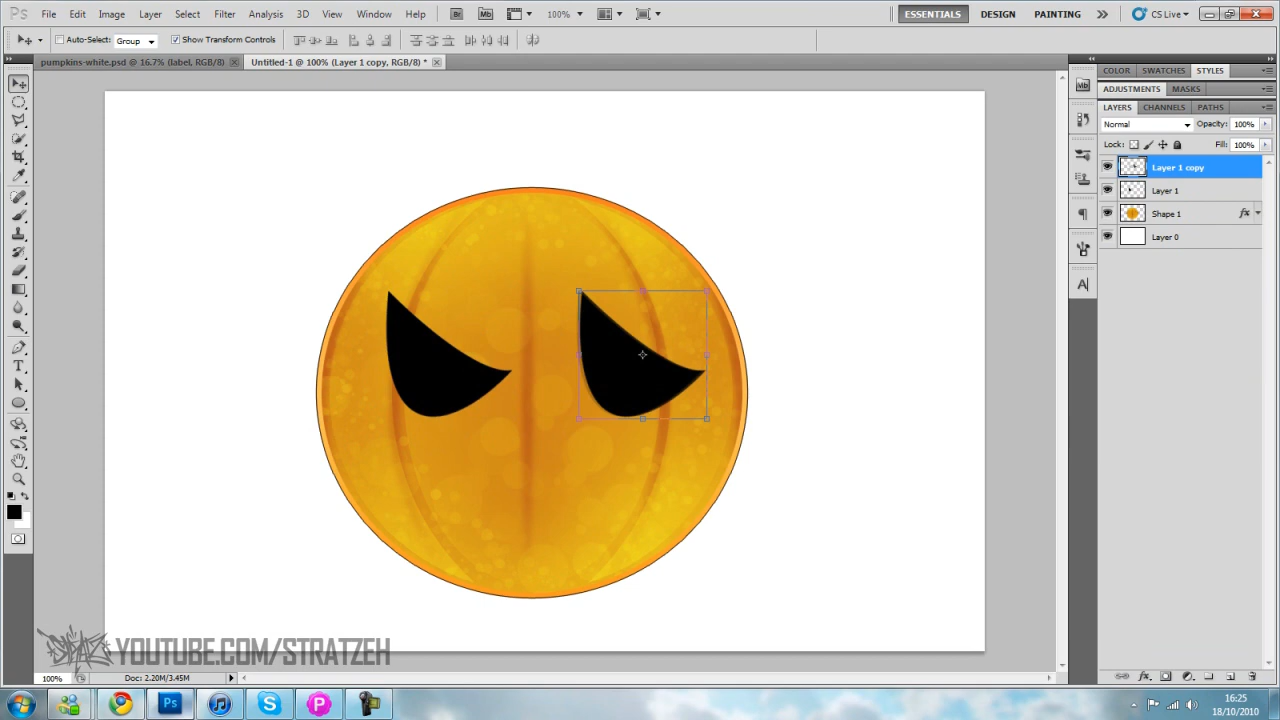 Ps File Edit Image Layer Select Filter Analysis 3D View Window Help Br Mb 100% ESSENTIALS DESIGN PAINTING CS Live
Auto-Select: Group Show Transform Controls
pumpkins-white.psd @ 16.7% (label, RGB/8) Untitled-1 @ 100% (Layer 1 copy, RGB/8) *
COLOR SWATCHES STYLES
ADJUSTMENTS MASKS
LAYERS CHANNELS PATHS
Normal Opacity: 100%
Lock: Fill: 100%
Layer 1 copy
Layer 1
Shape 1 fx
Layer 0
YOUTUBE.COM/STRATZEH
100% Doc: 2.20M/3.45M
16:25
18/10/2010